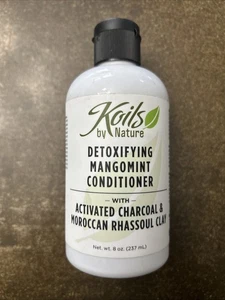 Koils
by Nature
DETOXIFYING
MANGOMINT
CONDITIONER
WITH
ACTIVATED CHARCOAL &
MOROCCAN RHASSOUL CLAY
net. wt. 8 oz. (237 mL)